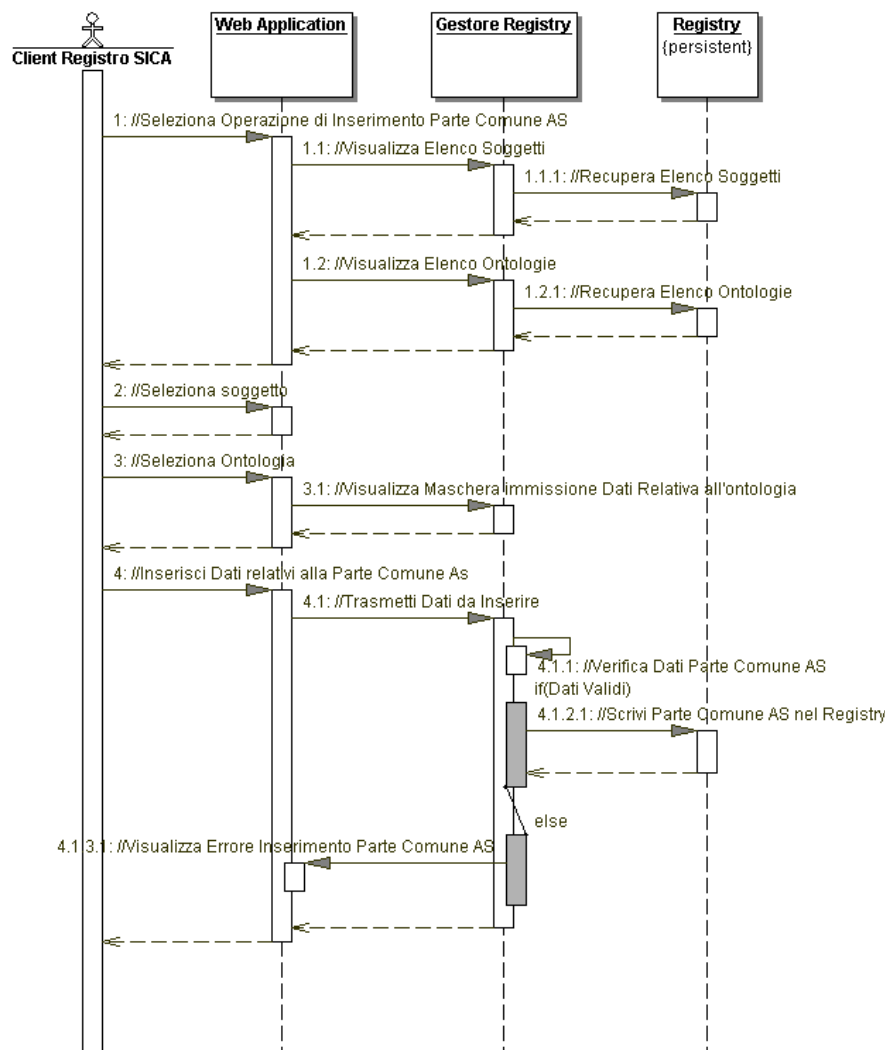 Web Application
Gestore Registry
Registry
{persistent}
Client Registro SICA
1: //Seleziona Operazione di Inserimento Parte Comune AS
1.1: //Visualizza Elenco Soggetti
1.1.1: //Recupera Elenco Soggetti
1.2: //Visualizza Elenco Ontologie
1.2.1: //Recupera Elenco Ontologie
2: //Seleziona soggetto
3: //Seleziona Ontologia
3.1: //Visualizza Maschera immissione Dati Relativa all'ontologia
4: //Inserisci Dati relativi alla Parte Comune As
4.1: //Trasmetti Dati da Inserire
4.1.1: //Verifica Dati Parte Comune AS
if(Dati Validi)
4.1.2.1: //Scrivi Parte Comune AS nel Registry
else
4.1.3.1: //Visualizza Errore Inserimento Parte Comune AS